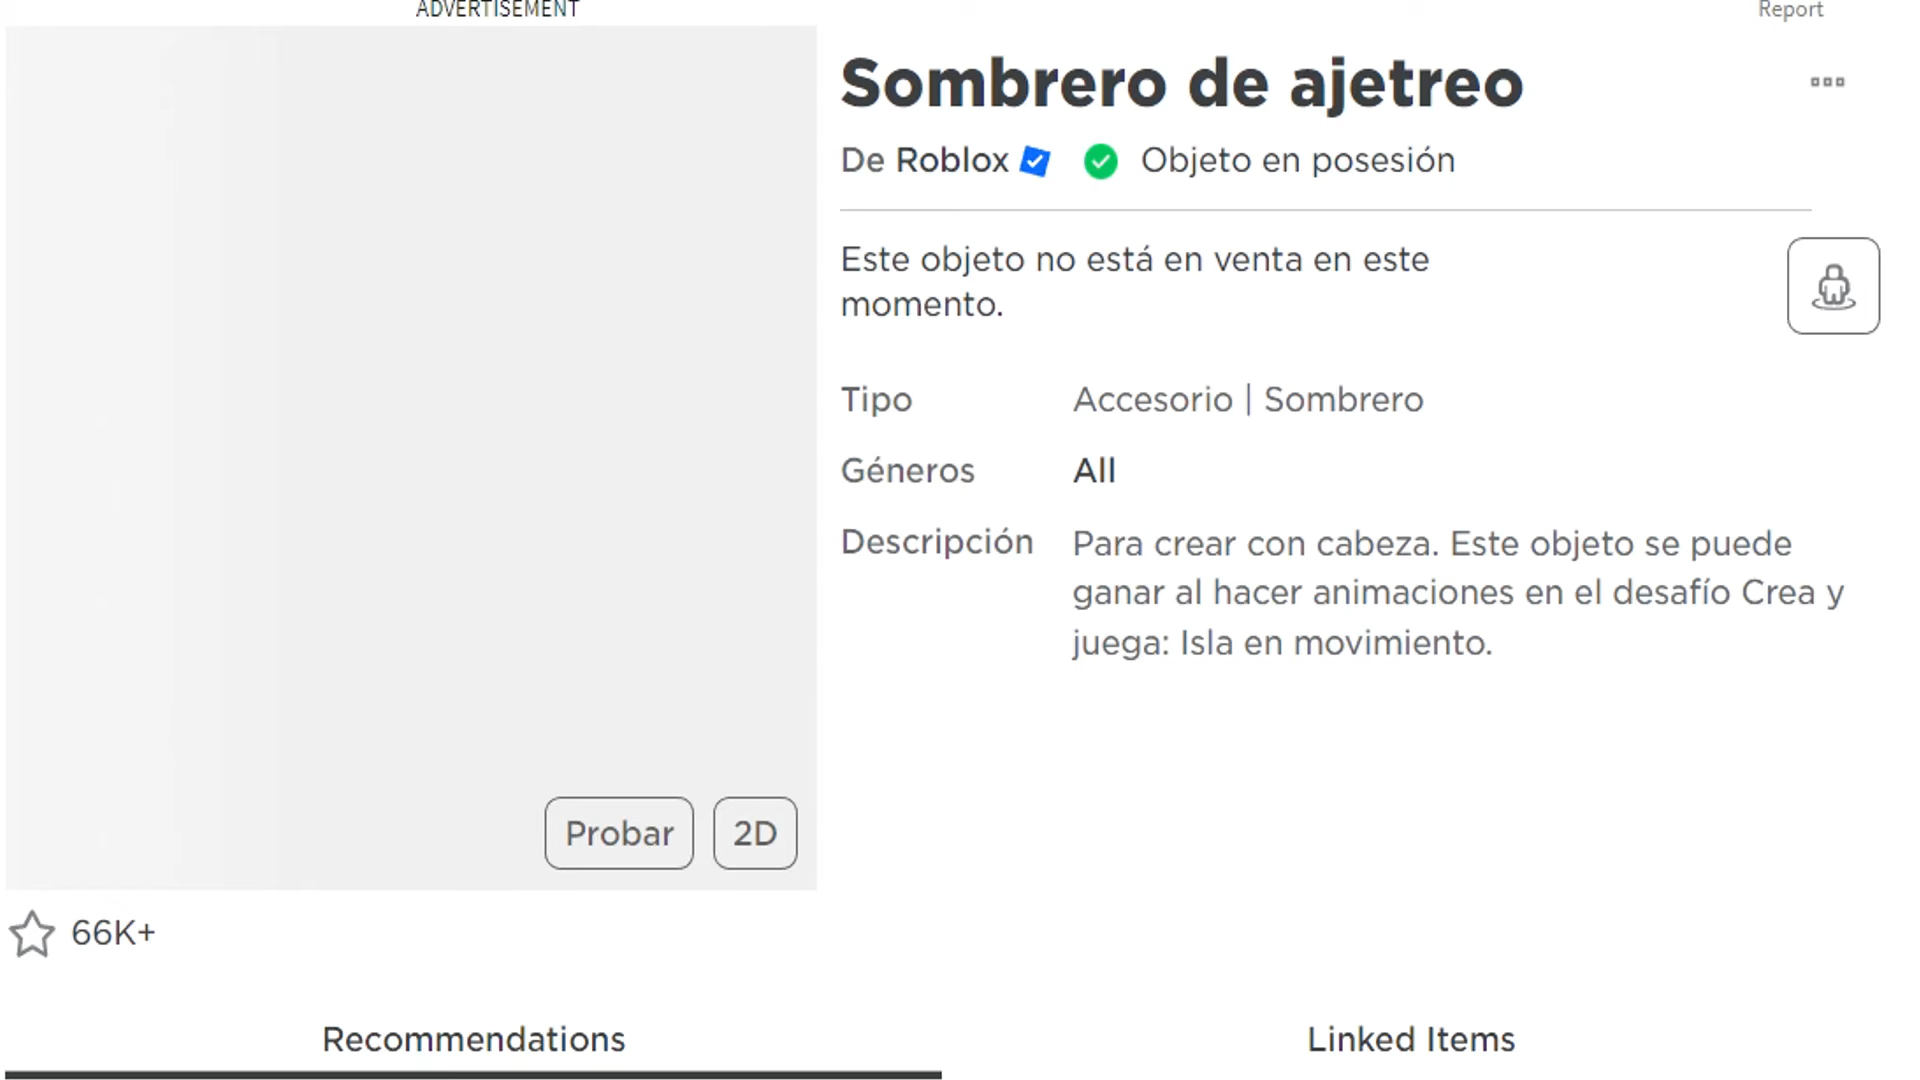 ADVERTISEMENT
Report
Sombrero de ajetreo
De Roblox
Objeto en posesión
Este objeto no está en venta en este
momento.
Tipo
Accesorio | Sombrero
Géneros
All
Descripción
Para crear con cabeza. Este objeto se puede
ganar al hacer animaciones en el desafío Crea y
juega: Isla en movimiento.
Probar
2D
66K+
Recommendations
Linked Items